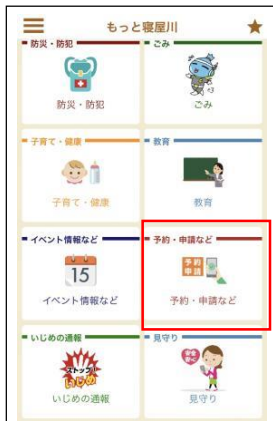 もっと寝屋川
防災・防犯
ごみ
防災・防犯
ごみ
子育て・健康
教育
子育て・健康
教育
イベント情報など
予約・申請など
15
予約
申請
イベント情報など
予約・申請など
いじめの通報
見守り
ストップ!
いじめ
いじめの通報
見守り